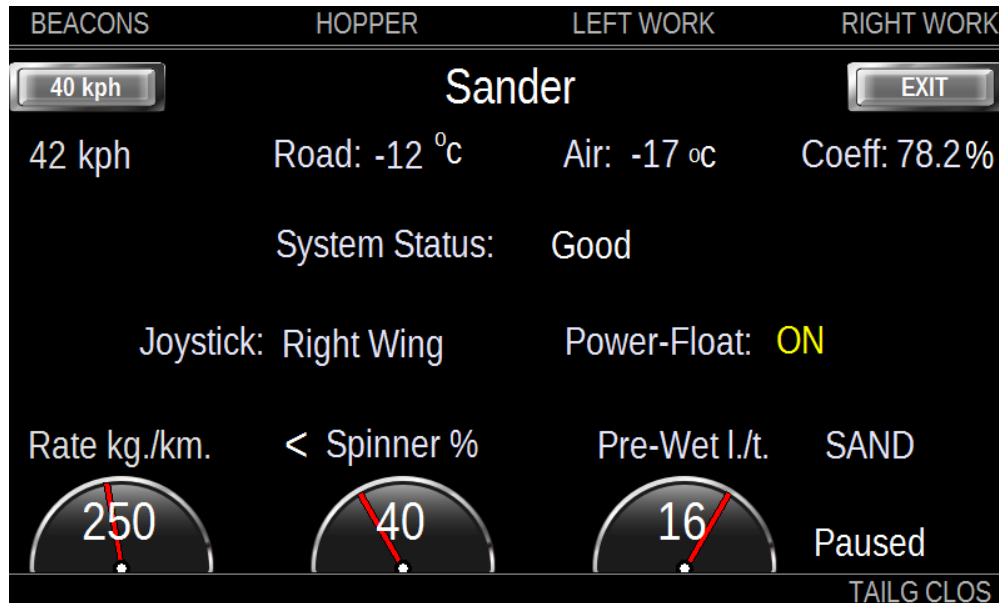 BEACONS HOPPER LEFT WORK RIGHT WORK
40 kph Sander EXIT
42 kph Road: -12 ⁰C Air: -17 ⁰C Coeff: 78.2%
System Status: Good
Joystick: Right Wing Power-Float: ON
Rate kg./km. < Spinner % Pre-Wet l./t. SAND
250 40 16 Paused
TAILG CLOS